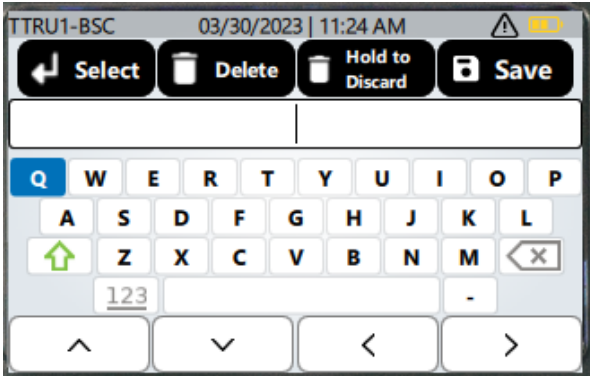 TTRU1-BSC 03/30/2023 | 11:24 AM
Select Delete Hold to Discard Save
Q W E R T Y U I O P
A S D F G H J K L
Z X C V B N M
123 -